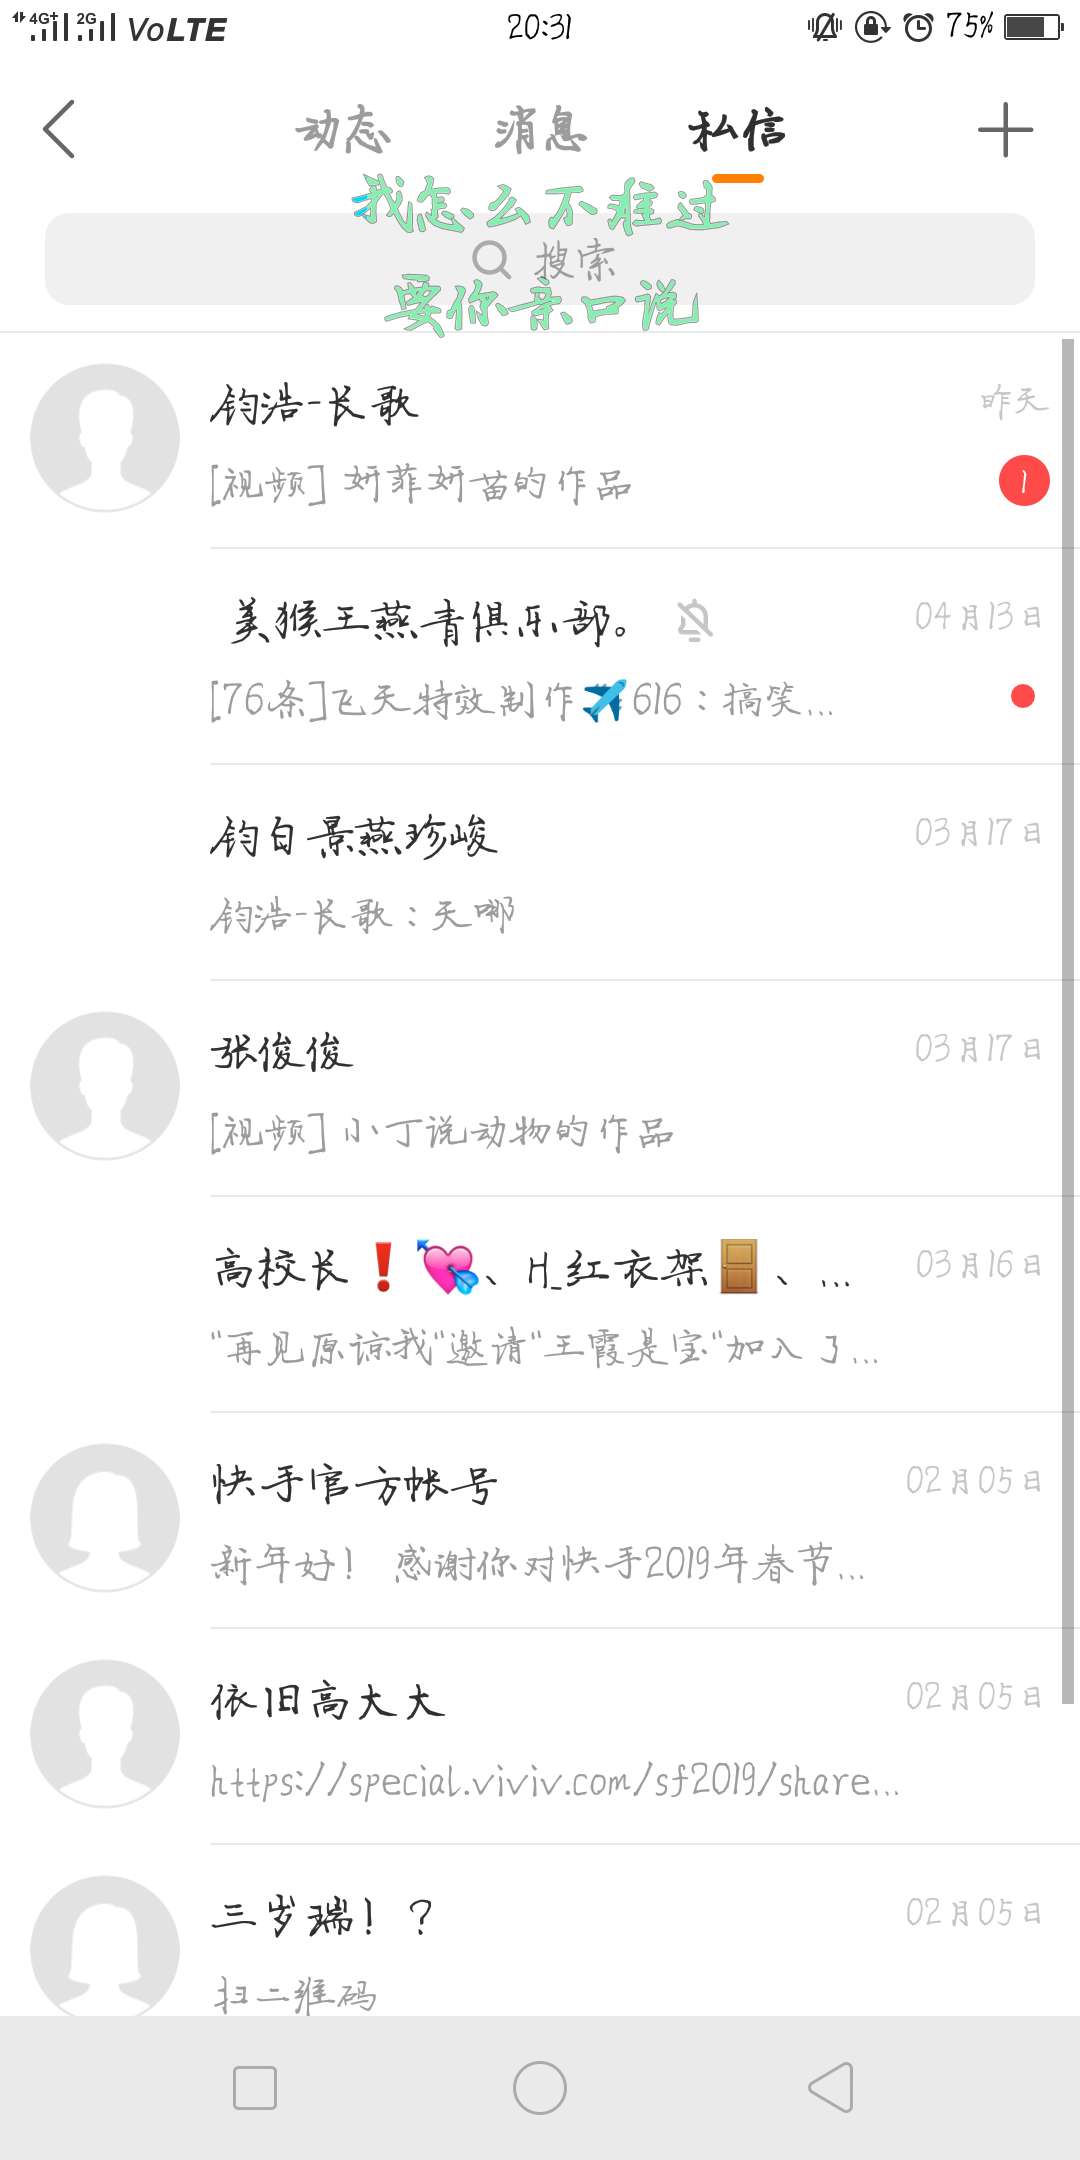 4G+ 2G VoLTE 20:31 75%
动态 消息 私信
我怎么不难过
搜索
要你亲口说
钧浩-长歌 昨天
[视频] 妍菲妍苗的作品 1
美猴王燕青俱乐部。 04月13日
[76条]飞天特效制作✈️616：搞笑...
钧白景燕珍峻 03月17日
钧浩-长歌：天哪
张俊俊 03月17日
[视频] 小丁说动物的作品
高校长❗💘、H_红衣架🚪、... 03月16日
"再见原谅我"邀请"王霞是宝"加入了...
快手官方帐号 02月05日
新年好！ 感谢你对快手2019年春节...
依旧高大大 02月05日
https://special.viviv.com/sf2019/share...
三岁瑞！？ 02月05日
扫二维码